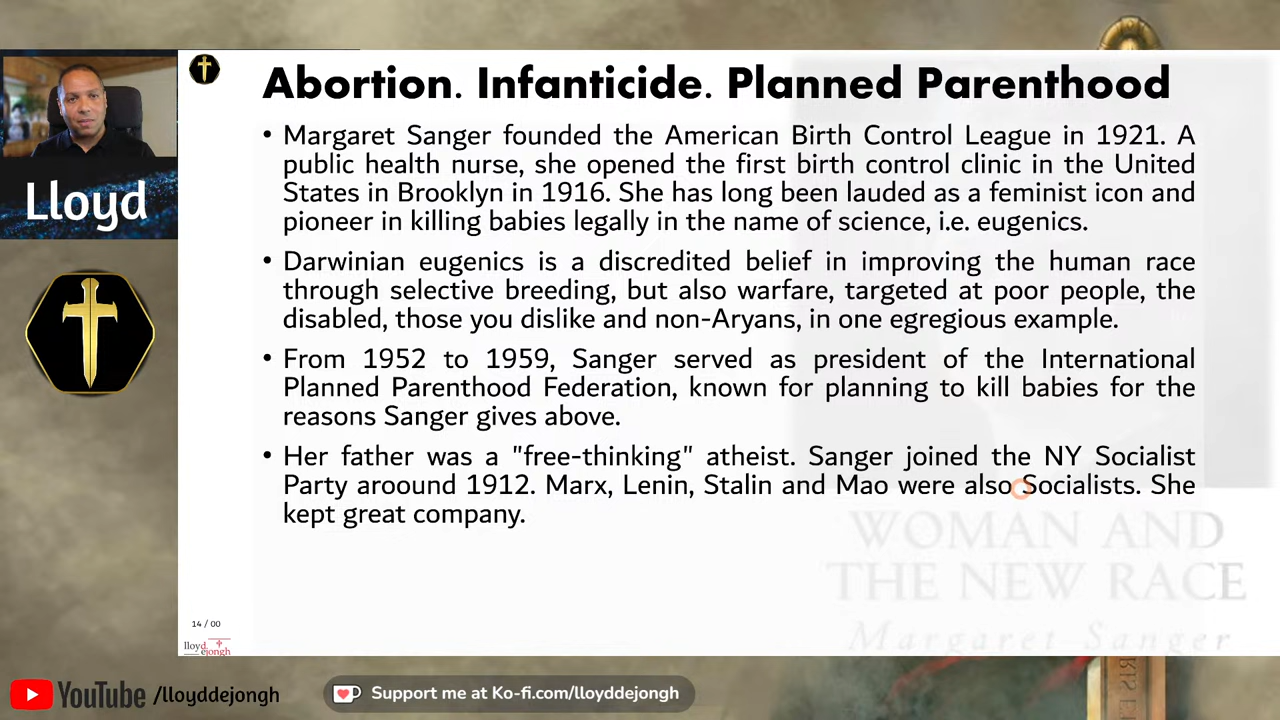 Abortion. Infanticide. Planned Parenthood
• Margaret Sanger founded the American Birth Control League in 1921. A
public health nurse, she opened the first birth control clinic in the United
States in Brooklyn in 1916. She has long been lauded as a feminist icon and
pioneer in killing babies legally in the name of science, i.e. eugenics.
• Darwinian eugenics is a discredited belief in improving the human race
through selective breeding, but also warfare, targeted at poor people, the
disabled, those you dislike and non-Aryans, in one egregious example.
• From 1952 to 1959, Sanger served as president of the International
Planned Parenthood Federation, known for planning to kill babies for the
reasons Sanger gives above.
• Her father was a "free-thinking" atheist. Sanger joined the NY Socialist
Party aroound 1912. Marx, Lenin, Stalin and Mao were also Socialists. She
kept great company.
WOMAN AND
THE NEW RACE
Margaret Sanger
Lloyd
14 / 00
lloyd
dejongh
YouTube /lloyddejongh
Support me at Ko-fi.com/lloyddejongh